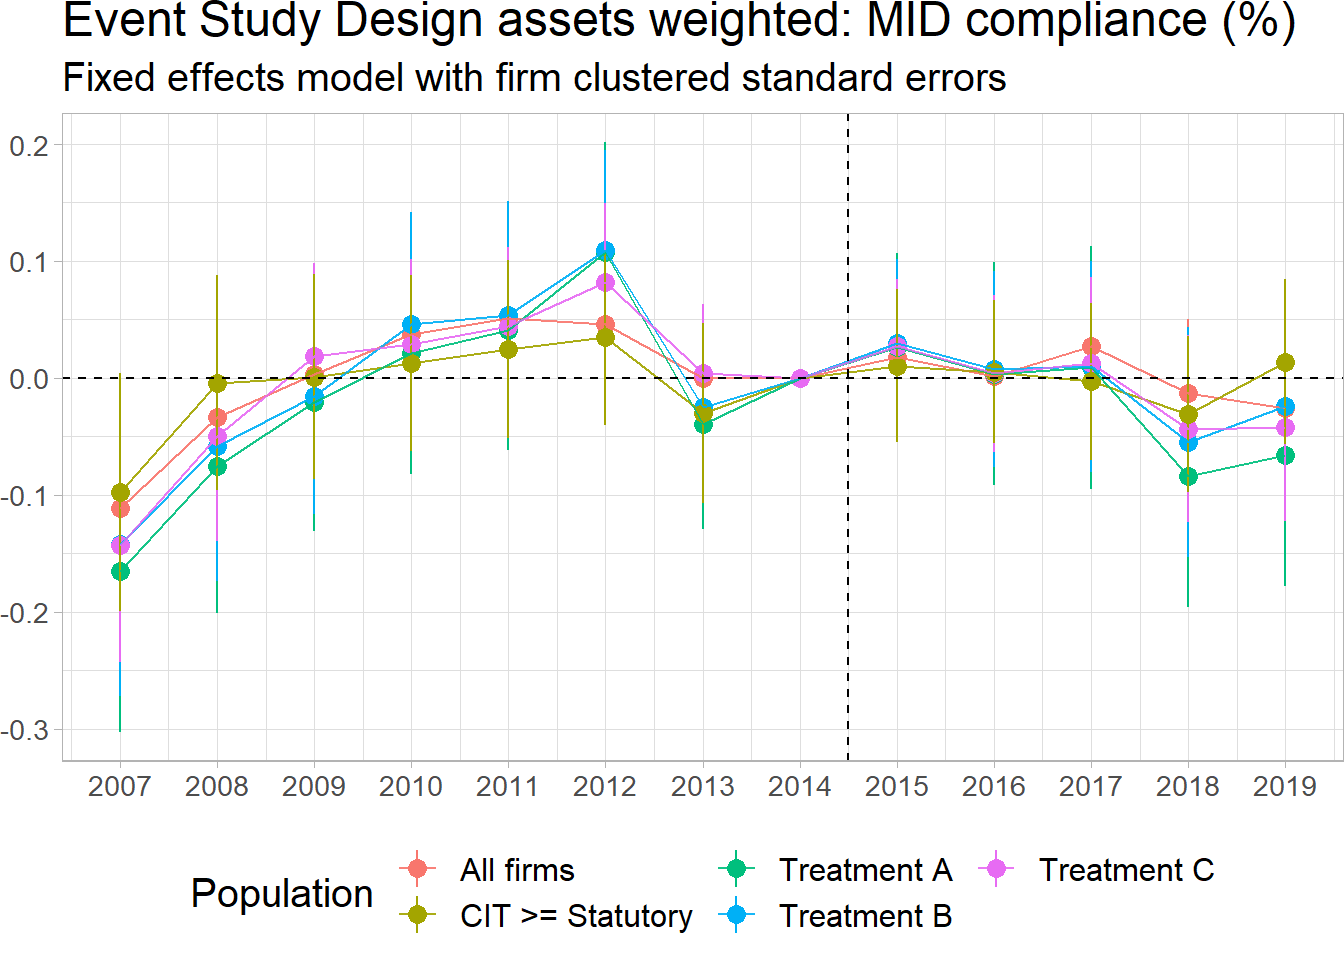 Event Study Design assets weighted: MID compliance (%)
Fixed effects model with firm clustered standard errors
0.2
0.1
0.0
-0.1
-0.2
-0.3
2007 2008 2009 2010 2011 2012 2013 2014 2015 2016 2017 2018 2019
Population
All firms
CIT >= Statutory
Treatment A
Treatment B
Treatment C